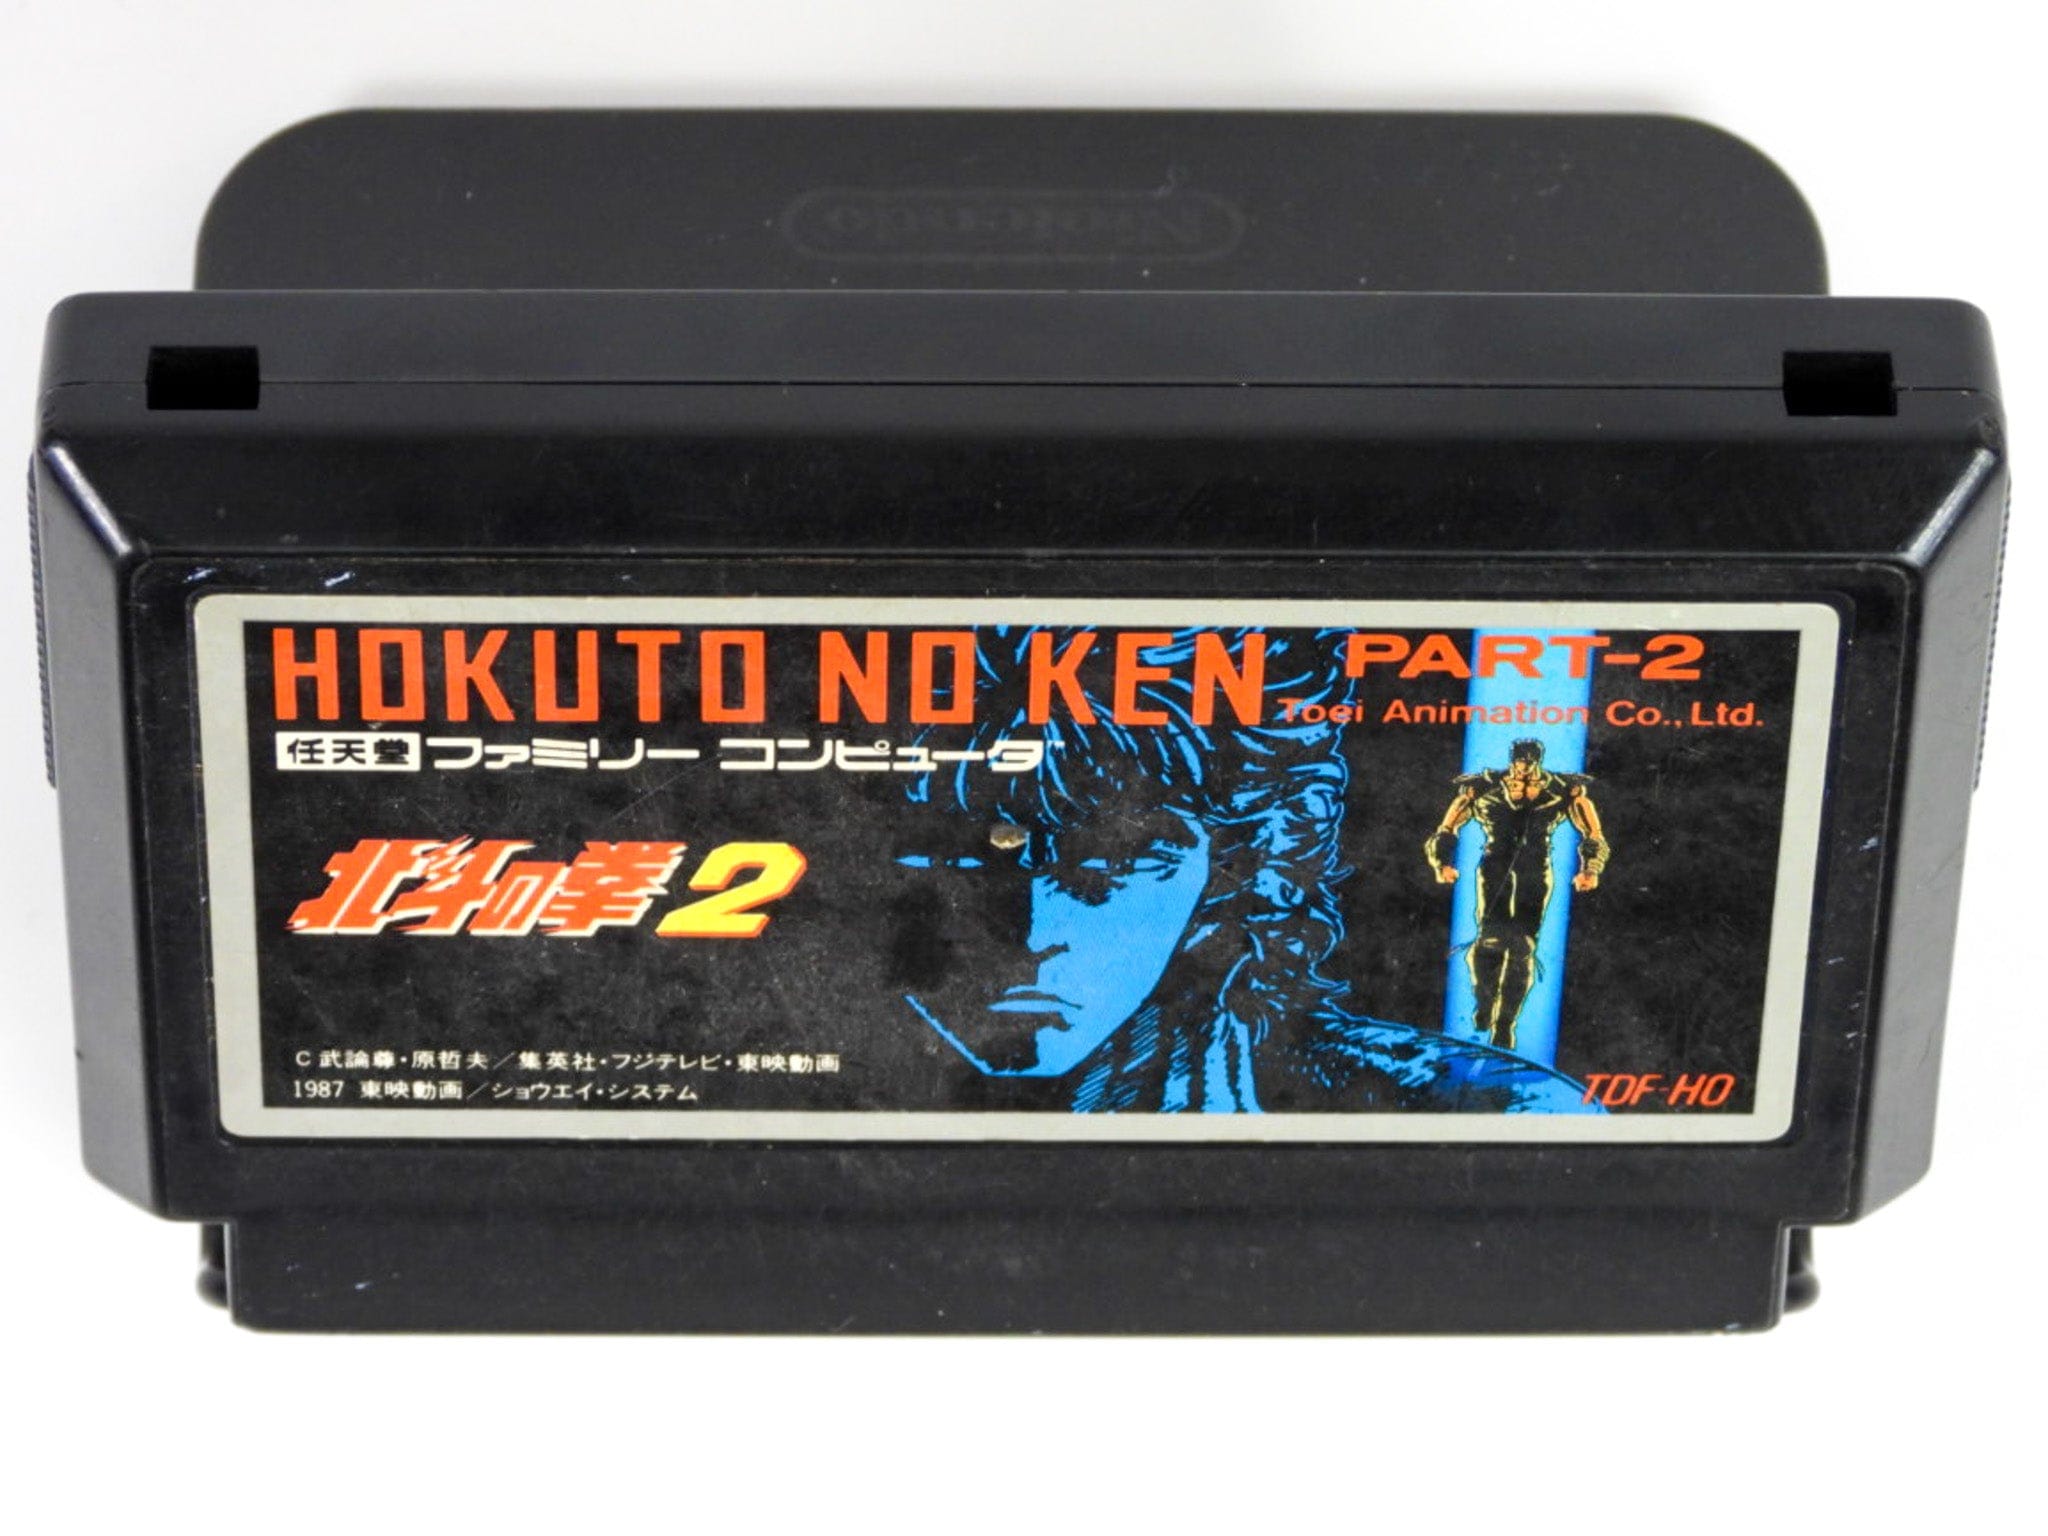 Nintendo
HOKUTO NO KEN PART-2
Toei Animation Co., Ltd.
任天堂 ファミリー コンピュータ
北斗の拳2
C 武論尊・原哲夫/集英社・フジテレビ・東映動画
1987 東映動画/ショウエイ・システム
TDF-HO